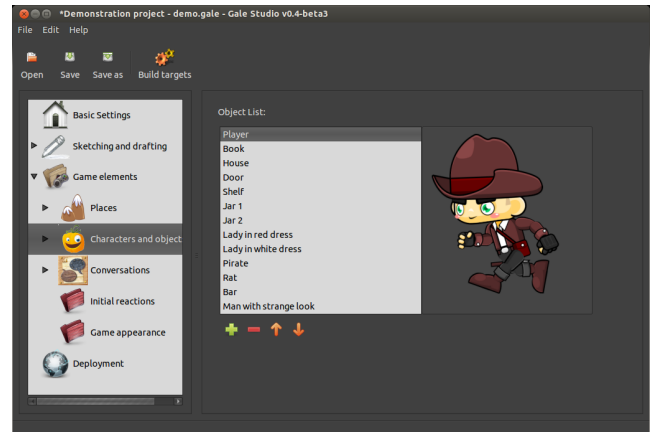 *Demonstration project - demo.gale - Gale Studio v0.4-beta3
File Edit Help
Open Save Save as Build targets
Basic Settings
Sketching and drafting
Game elements
Places
Characters and object
Conversations
Initial reactions
Game appearance
Deployment
Object List:
Player
Book
House
Door
Shelf
Jar 1
Jar 2
Lady in red dress
Lady in white dress
Pirate
Rat
Bar
Man with strange look